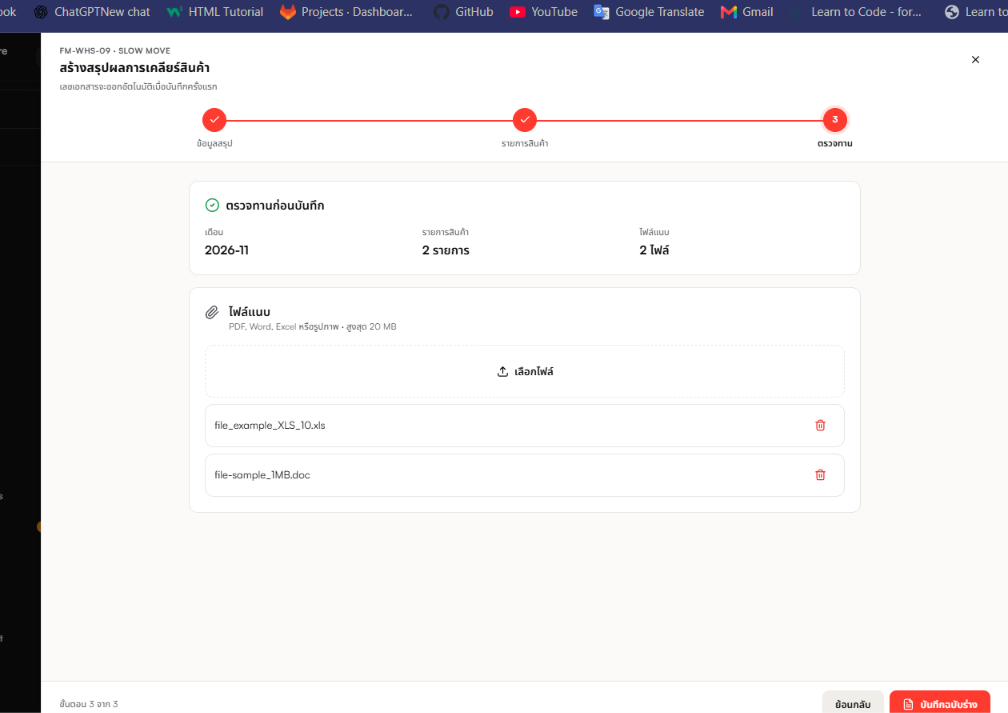 ook ChatGPTNew chat HTML Tutorial Projects · Dashboar... GitHub YouTube Google Translate Gmail Learn to Code - for... Learn to
re
FM-WHS-09 • SLOW MOVE
สร้างสรุปผลการเคลียร์สินค้า
เลขเอกสารจะออกอัตโนมัติเมื่อบันทึกครั้งแรก
3
ข้อมูลสรุป รายการสินค้า ตรวจทาน
ตรวจทานก่อนบันทึก
เดือน รายการสินค้า ไฟล์แนบ
2026-11 2 รายการ 2 ไฟล์
ไฟล์แนบ
PDF, Word, Excel หรือรูปภาพ • สูงสุด 20 MB
เลือกไฟล์
file_example_XLS_10.xls
file-sample_1MB.doc
s
ขั้นตอน 3 จาก 3 ย้อนกลับ บันทึกฉบับร่าง